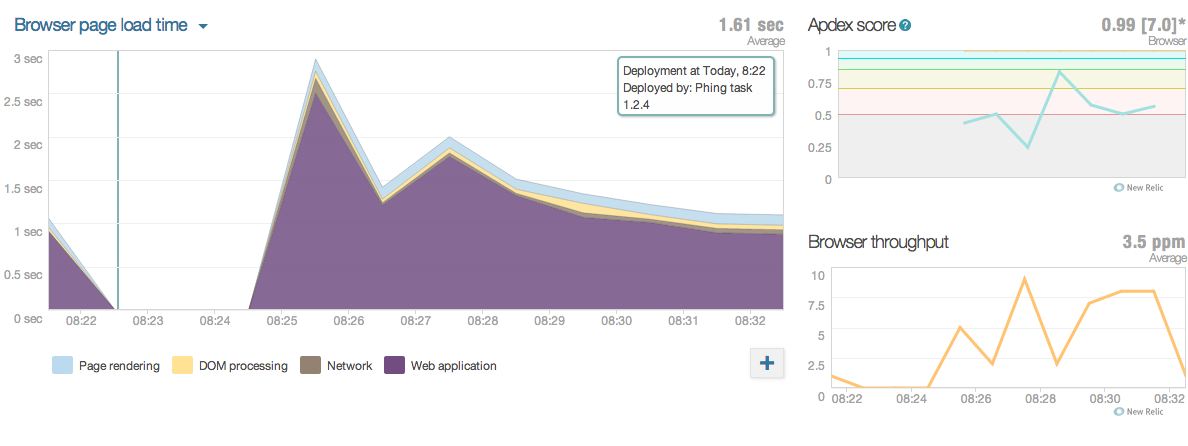 Browser page load time
1.61 sec
Average
3 sec
2.5 sec
2 sec
1.5 sec
1 sec
0.5 sec
0 sec
Deployment at Today, 8:22
Deployed by: Phing task
1.2.4
08:22 08:23 08:24 08:25 08:26 08:27 08:28 08:29 08:30 08:31 08:32
Page rendering DOM processing Network Web application
+
Apdex score ?
0.99 [7.0]*
Browser
1
0.75
0.5
0.25
0
New Relic
Browser throughput
3.5 ppm
Average
10
7.5
5
2.5
0
08:22 08:24 08:26 08:28 08:30 08:32
New Relic